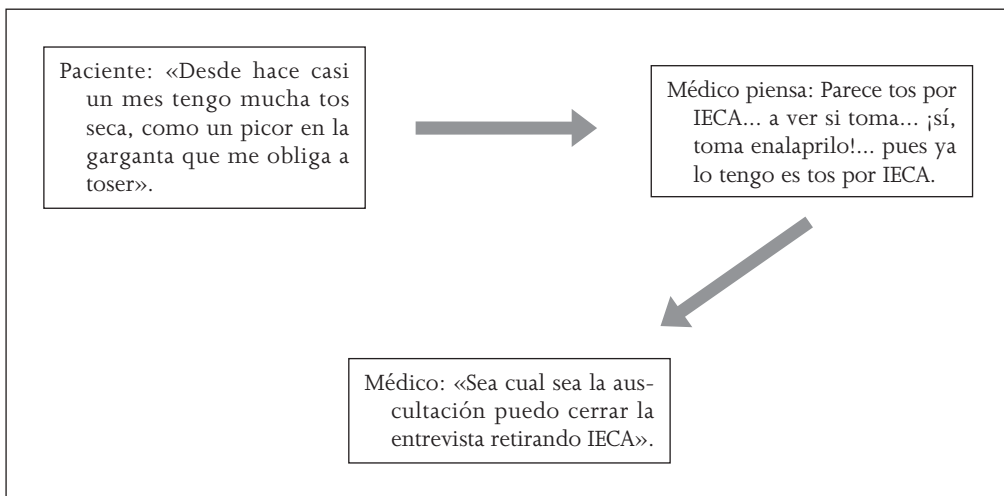 Paciente: «Desde hace casi
un mes tengo mucha tos
seca, como un picor en la
garganta que me obliga a
toser».
Médico piensa: Parece tos por
IECA... a ver si toma... ¡sí,
toma enalaprilo!... pues ya
lo tengo es tos por IECA.
Médico: «Sea cual sea la aus-
cultación puedo cerrar la
entrevista retirando IECA».